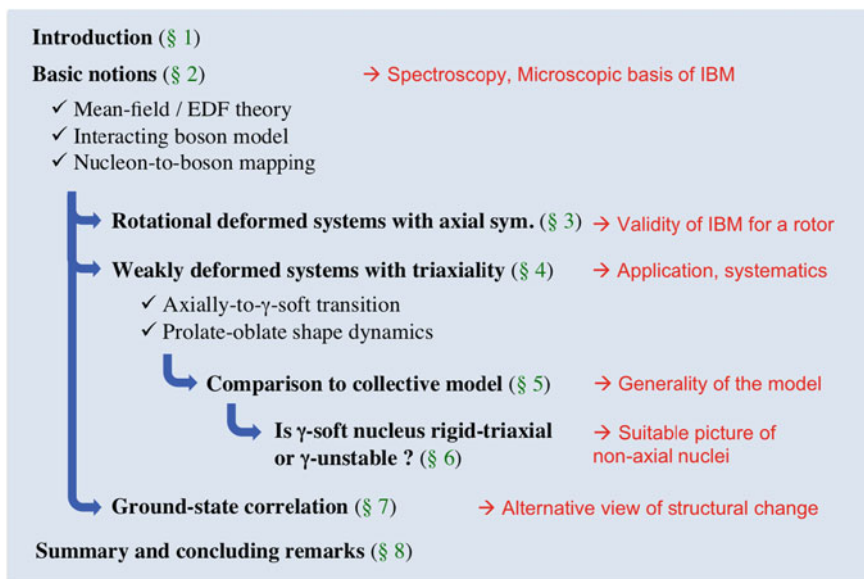 Introduction (§ 1)
Basic notions (§ 2) → Spectroscopy, Microscopic basis of IBM
✓ Mean-field / EDF theory
✓ Interacting boson model
✓ Nucleon-to-boson mapping
Rotational deformed systems with axial sym. (§ 3) → Validity of IBM for a rotor
Weakly deformed systems with triaxiality (§ 4) → Application, systematics
✓ Axially-to-γ-soft transition
✓ Prolate-oblate shape dynamics
Comparison to collective model (§ 5) → Generality of the model
Is γ-soft nucleus rigid-triaxial → Suitable picture of
or γ-unstable ? (§ 6) non-axial nuclei
Ground-state correlation (§ 7) → Alternative view of structural change
Summary and concluding remarks (§ 8)